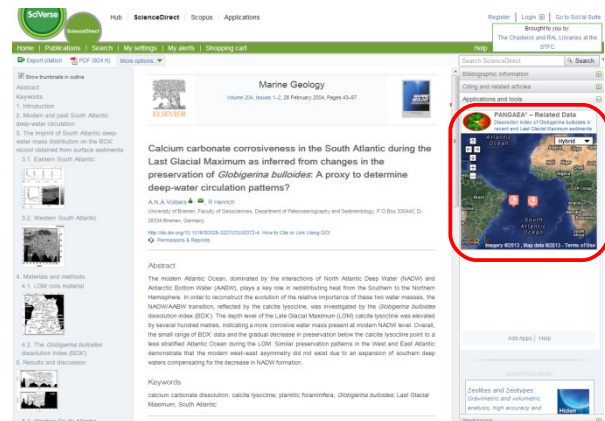 SciVerse
ScienceDirect
Hub | ScienceDirect | Scopus | Applications
Register | Login | Go to SciVal Suite
Brought to you by:
The Chadwick and RAL Libraries at the STFC
Home | Publications | Search | My settings | My alerts | Shopping cart
Help
Export citation PDF (924 K) More options...
Search ScienceDirect
Search
Show thumbnails in outline
Abstract
Keywords
1. Introduction
2. Modern and past South Atlantic
deep-water circulation
3. The imprint of South Atlantic deep-
water mass distribution on the BDX'
record obtained from surface sediments
3.1. Eastern South Atlantic
3.2. Western South Atlantic
4. Materials and methods
4.1. LGM core material
4.2. The Globigerina bulloides
dissolution index (BDX')
5. Results and discussion
ELSEVIER
Marine Geology
Volume 204, Issues 1–2, 28 February 2004, Pages 43–57
Calcium carbonate corrosiveness in the South Atlantic during the
Last Glacial Maximum as inferred from changes in the
preservation of Globigerina bulloides: A proxy to determine
deep-water circulation patterns?
A.N.A Volbers, R Henrich
University of Bremen, Faculty of Geosciences, Department of Paleoceanography and Sedimentology, P.O Box 330440, D-
28334 Bremen, Germany
How to Cite or Link Using DOI
Permissions & Reprints
Abstract
The modern Atlantic Ocean, dominated by the interactions of North Atlantic Deep Water (NADW) and
Antarctic Bottom Water (AABW), plays a key role in redistributing heat from the Southern to the Northern
Hemisphere. In order to reconstruct the evolution of the relative importance of these two water masses, the
NADW/AABW transition, reflected by the calcite lysocline, was investigated by the Globigerina bulloides
dissolution index (BDX'). The depth level of the Late Glacial Maximum (LGM) calcite lysocline was elevated
by several hundred metres, indicating a more corrosive water mass present at modern NADW level. Overall,
the small range of BDX' data and the gradual decrease in preservation below the calcite lysocline point to a
less stratified Atlantic Ocean during the LGM. Similar preservation patterns in the West and East Atlantic
demonstrate that the modern west–east asymmetry did not exist due to an expansion of southern deep
waters compensating for the decrease in NADW formation.
Keywords
calcium carbonate dissolution; calcite lysocline; planktic foraminifera; Globigerina bulloides; Last Glacial
Maximum; South Atlantic
Bibliographic information
Citing and related articles
Applications and tools
PANGAEA® – Related Data
Dissolution index of Globigerina bulloides in
recent and Last Glacial Maximum sediments
Atlantic
Ocean
Hybrid
South
Atlantic
Ocean
Imagery ©2013, Map data ©2013 - Terms of Use
Add Apps | Help
Zeolites and Zeotypes
Gravimetric and volumetric
analysis, high accuracy and
Hiden